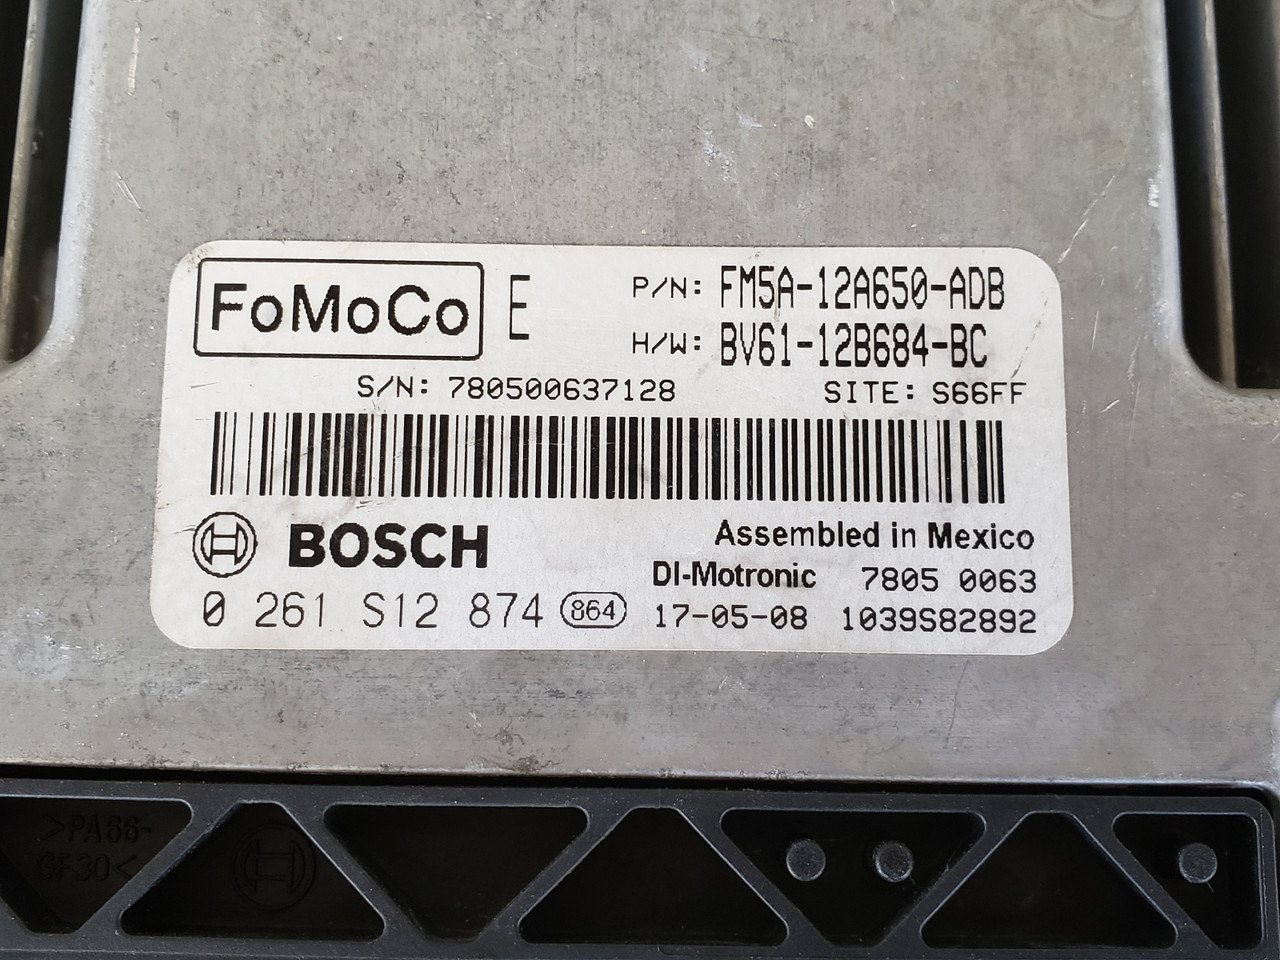 FoMoCo E P/N: FM5A-12A650-ADB
H/W: BV61-12B684-BC
S/N: 780500637128 SITE: S66FF
BOSCH Assembled in Mexico
DI-Motronic 7805 0063
0 261 S12 874 864 17-05-08 1039S82892
>PA66-
GF30<